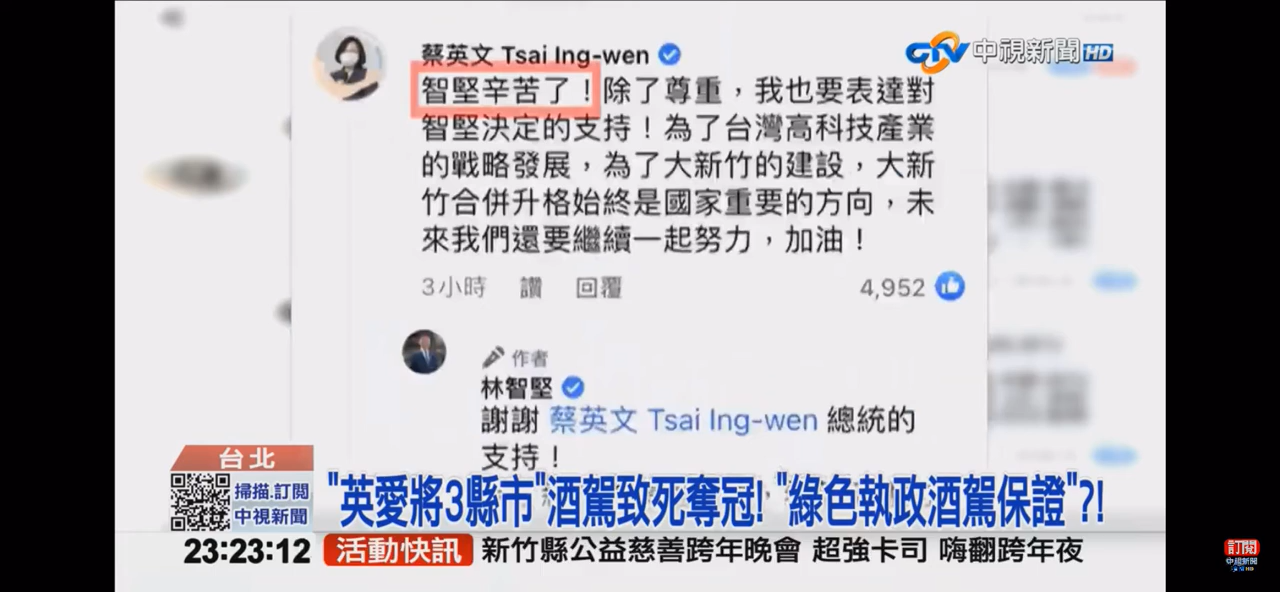 蔡英文 Tsai Ing-wen
CTV 中視新聞HD
智堅辛苦了！除了尊重，我也要表達對
智堅決定的支持！為了台灣高科技產業
的戰略發展，為了大新竹的建設，大新
竹合併升格始終是國家重要的方向，未
來我們還要繼續一起努力，加油！
3小時 讚 回覆 4,952
作者
林智堅
謝謝 蔡英文 Tsai Ing-wen 總統的
支持！
台北
掃描.訂閱
中視新聞
"英愛將3縣市"酒駕致死奪冠! "綠色執政酒駕保證"?!
23:23:12 活動快訊 新竹縣公益慈善跨年晚會 超強卡司 嗨翻跨年夜
訂閱
中視新聞